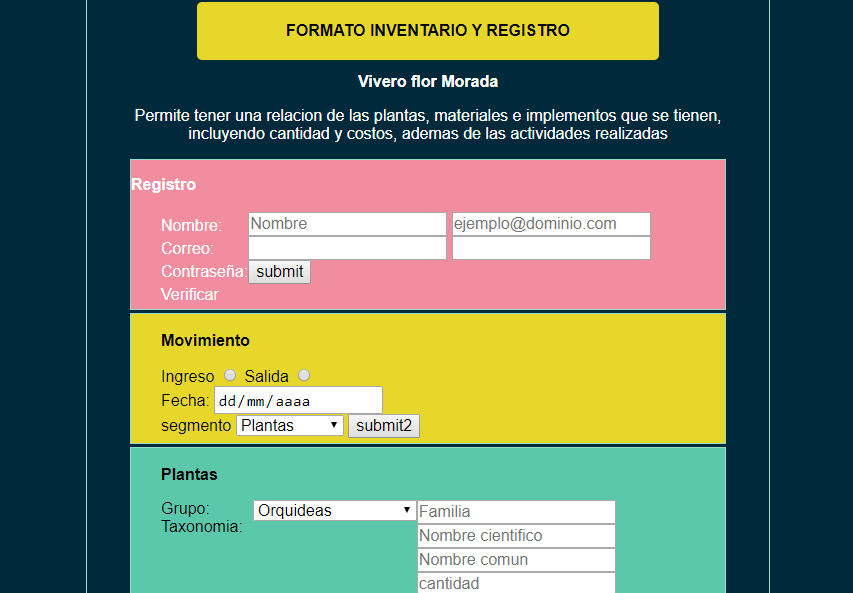 FORMATO INVENTARIO Y REGISTRO
Vivero flor Morada
Permite tener una relacion de las plantas, materiales e implementos que se tienen,
incluyendo cantidad y costos, ademas de las actividades realizadas
Registro
Nombre: Nombre ejemplo@dominio.com
Correo:
Contraseña: submit
Verificar
Movimiento
Ingreso Salida
Fecha: dd/mm/aaaa
segmento Plantas submit2
Plantas
Grupo: Orquideas Familia
Taxonomia:
Nombre cientifico
Nombre comun
cantidad